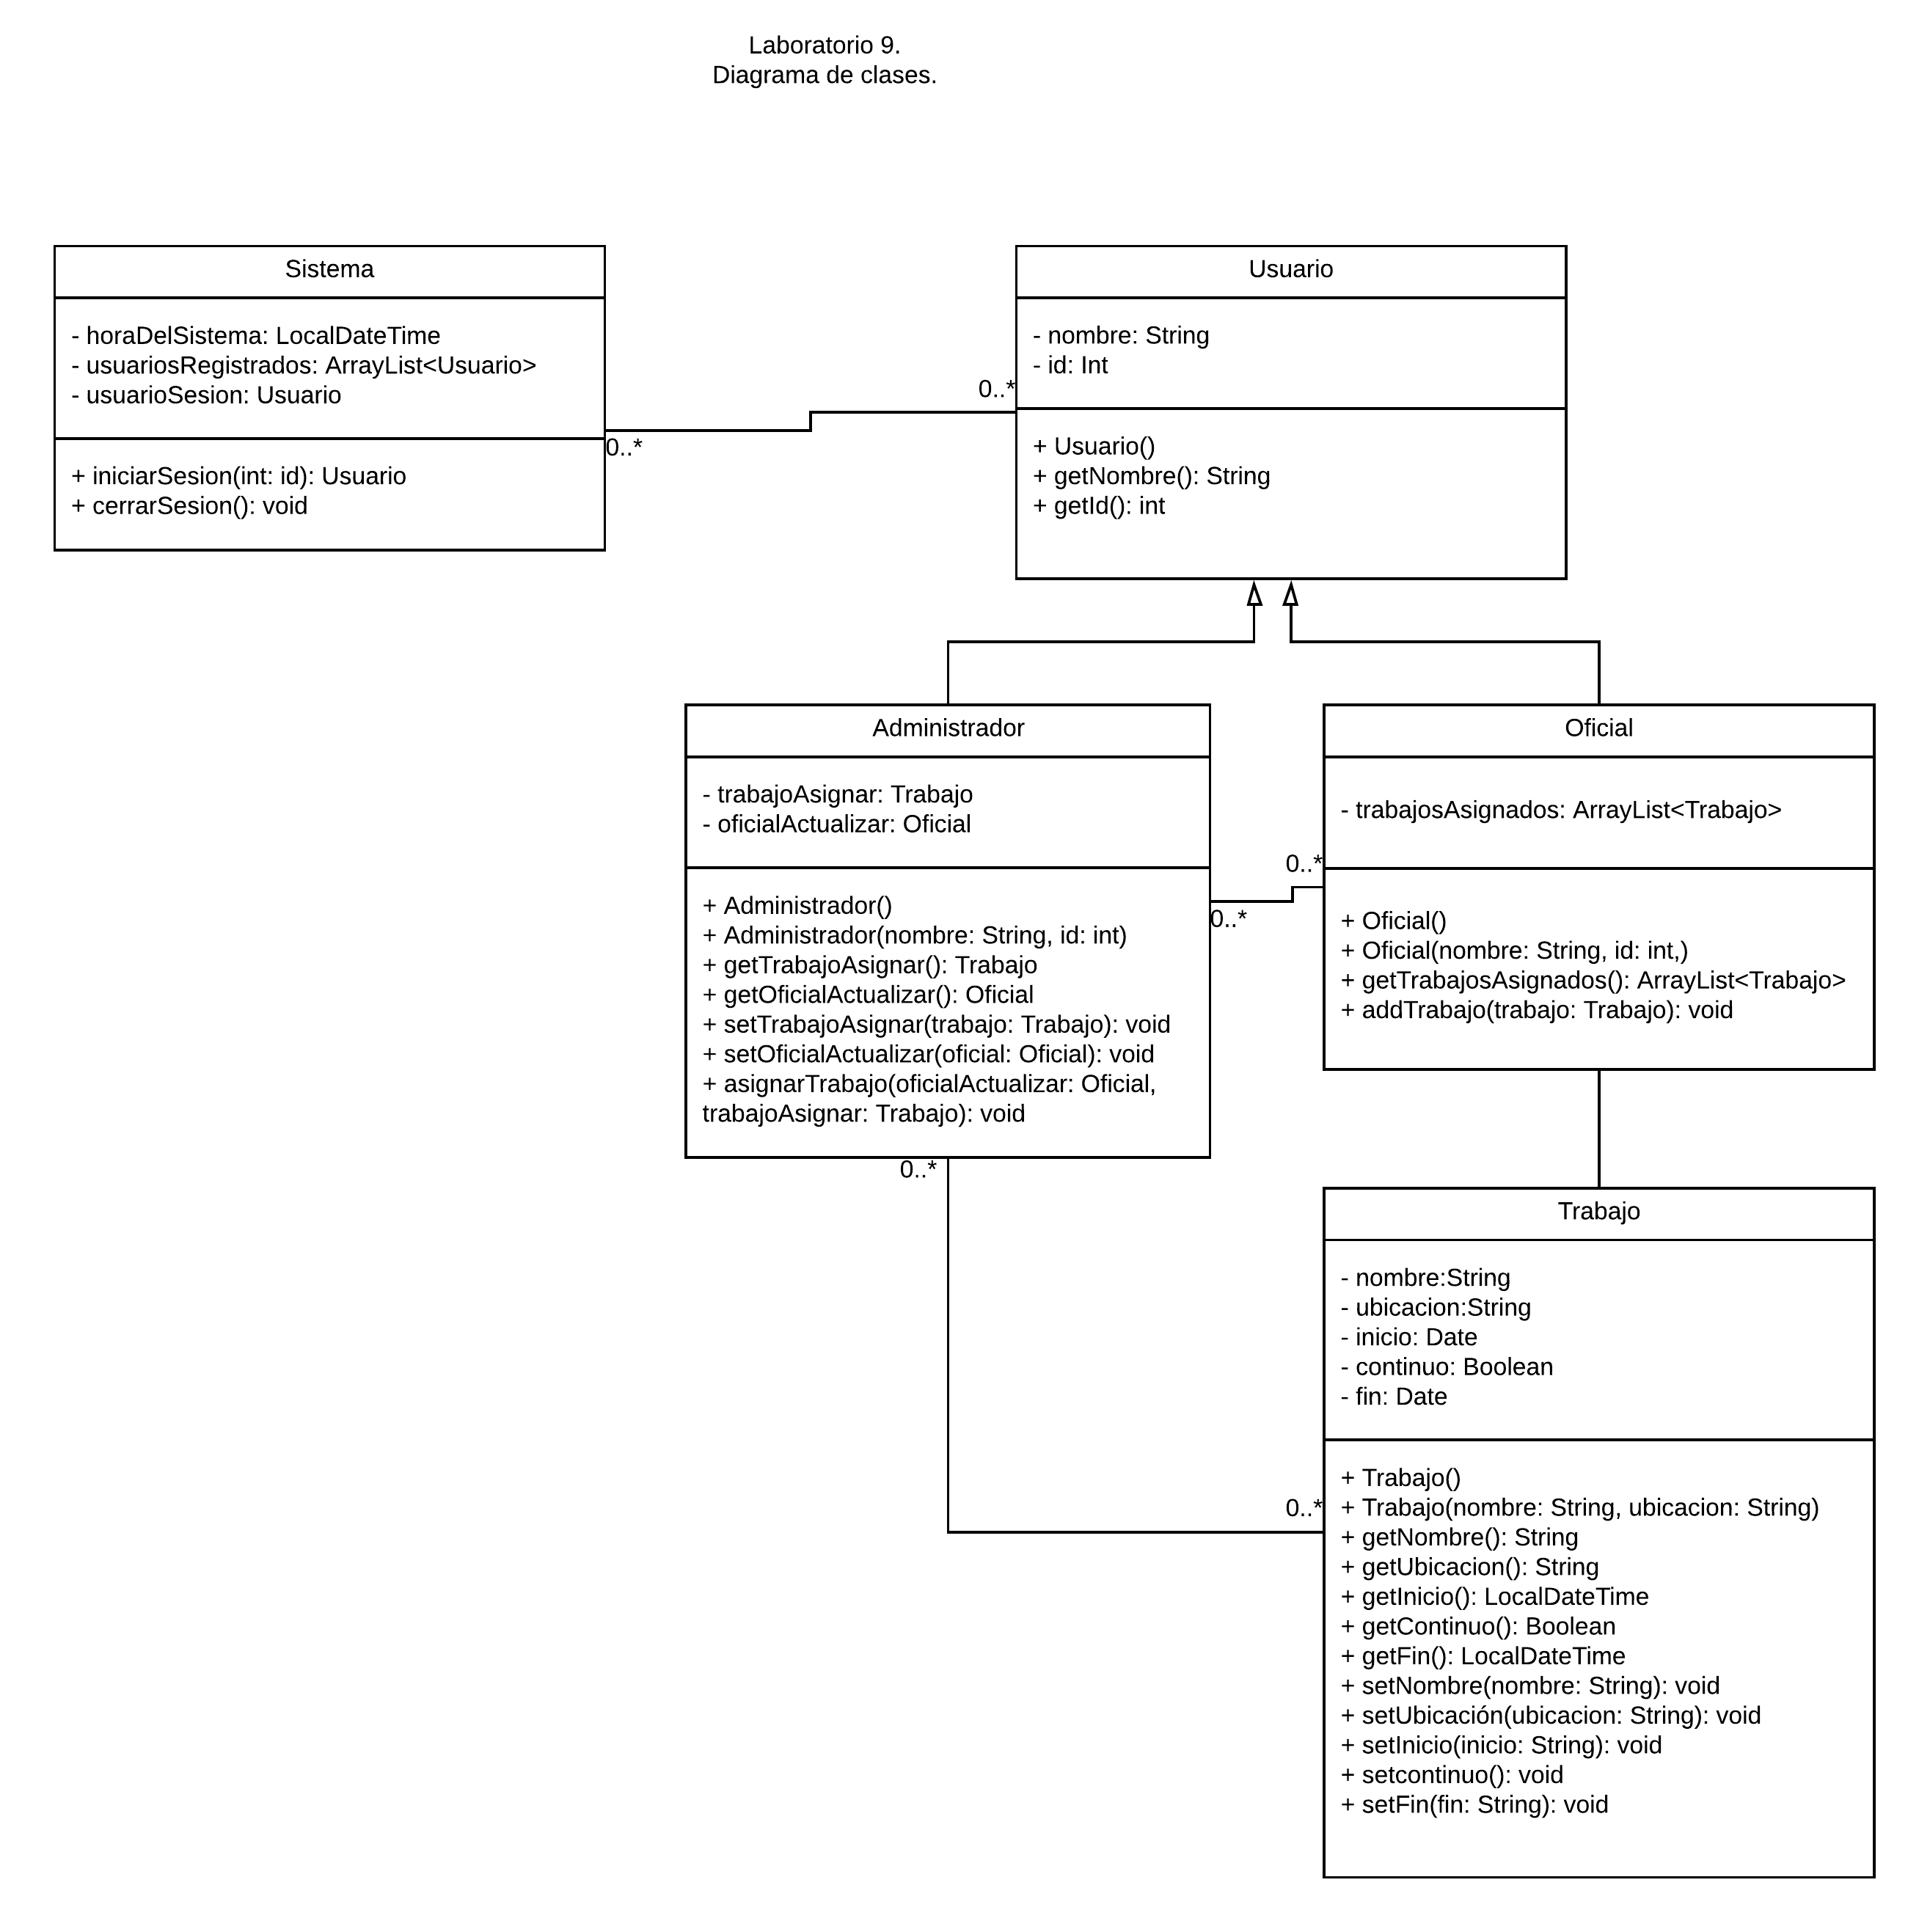 Laboratorio 9.
Diagrama de clases.
Sistema
- horaDelSistema: LocalDateTime
- usuariosRegistrados: ArrayList<Usuario>
- usuarioSesion: Usuario
+ iniciarSesion(int: id): Usuario
+ cerrarSesion(): void
0..*
0..*
Usuario
- nombre: String
- id: Int
+ Usuario()
+ getNombre(): String
+ getId(): int
Administrador
- trabajoAsignar: Trabajo
- oficialActualizar: Oficial
+ Administrador()
+ Administrador(nombre: String, id: int)
+ getTrabajoAsignar(): Trabajo
+ getOficialActualizar(): Oficial
+ setTrabajoAsignar(trabajo: Trabajo): void
+ setOficialActualizar(oficial: Oficial): void
+ asignarTrabajo(oficialActualizar: Oficial,
trabajoAsignar: Trabajo): void
0..*
0..*
Oficial
- trabajosAsignados: ArrayList<Trabajo>
+ Oficial()
+ Oficial(nombre: String, id: int,)
+ getTrabajosAsignados(): ArrayList<Trabajo>
+ addTrabajo(trabajo: Trabajo): void
0..*
0..*
Trabajo
- nombre:String
- ubicacion:String
- inicio: Date
- continuo: Boolean
- fin: Date
+ Trabajo()
+ Trabajo(nombre: String, ubicacion: String)
+ getNombre(): String
+ getUbicacion(): String
+ getInicio(): LocalDateTime
+ getContinuo(): Boolean
+ getFin(): LocalDateTime
+ setNombre(nombre: String): void
+ setUbicación(ubicacion: String): void
+ setInicio(inicio: String): void
+ setcontinuo(): void
+ setFin(fin: String): void